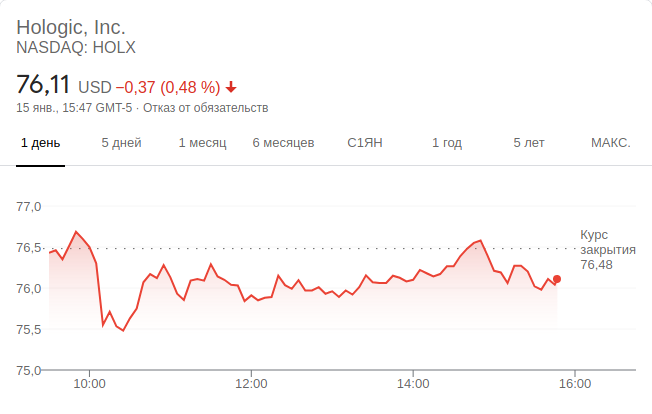 Hologic, Inc.
NASDAQ: HOLX
76,11 USD −0,37 (0,48 %)
15 янв., 15:47 GMT-5 · Отказ от обязательств
1 день 5 дней 1 месяц 6 месяцев С1ЯН 1 год 5 лет МАКС.
77,0
76,5
76,0
75,5
75,0
Курс
закрытия
76,48
10:00 12:00 14:00 16:00